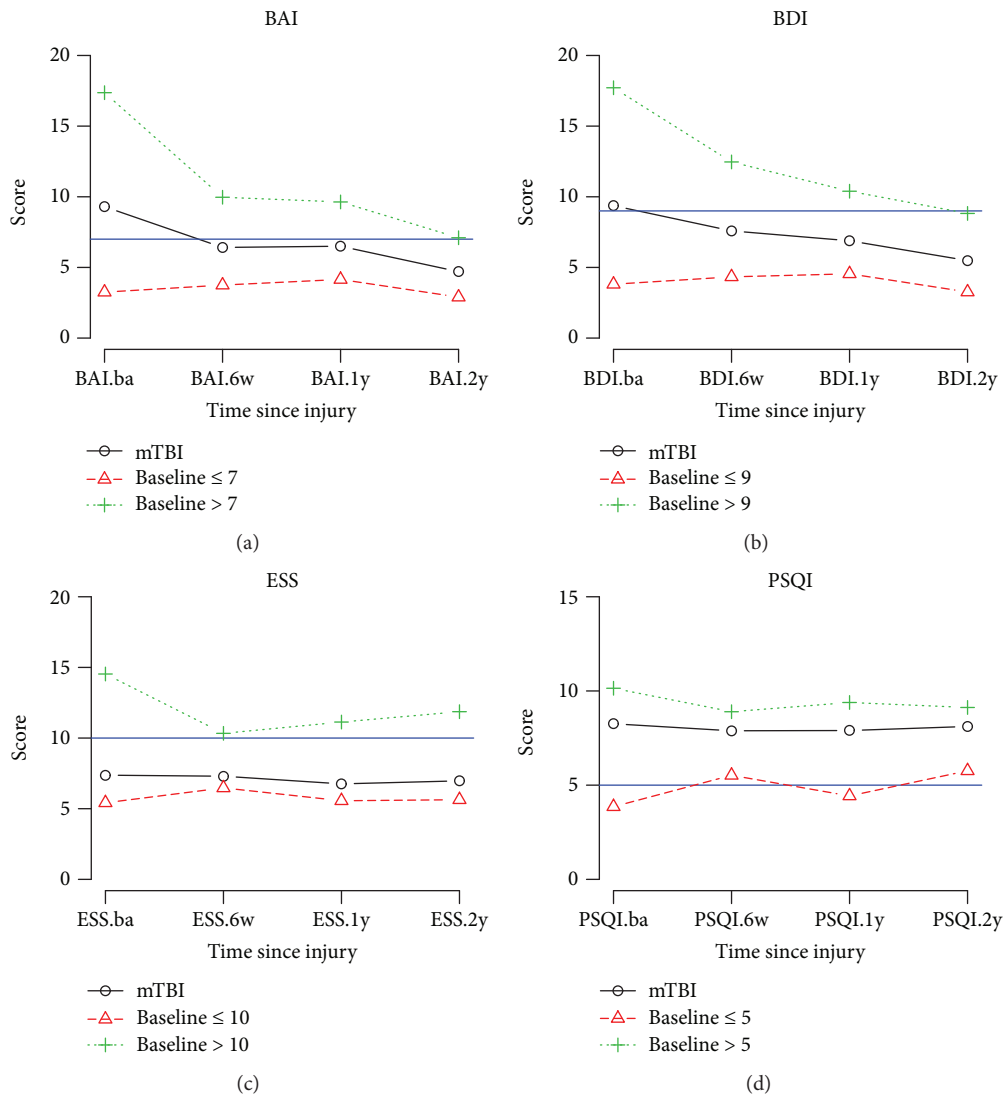 BAI
20
15
10
5
0
Score
BAI.ba BAI.6w BAI.1y BAI.2y
Time since injury
mTBI
Baseline ≤ 7
Baseline > 7
(a)
BDI
20
15
10
5
0
Score
BDI.ba BDI.6w BDI.1y BDI.2y
Time since injury
mTBI
Baseline ≤ 9
Baseline > 9
(b)
ESS
20
15
10
5
0
Score
ESS.ba ESS.6w ESS.1y ESS.2y
Time since injury
mTBI
Baseline ≤ 10
Baseline > 10
(c)
PSQI
15
10
5
0
Score
PSQI.ba PSQI.6w PSQI.1y PSQI.2y
Time since injury
mTBI
Baseline ≤ 5
Baseline > 5
(d)